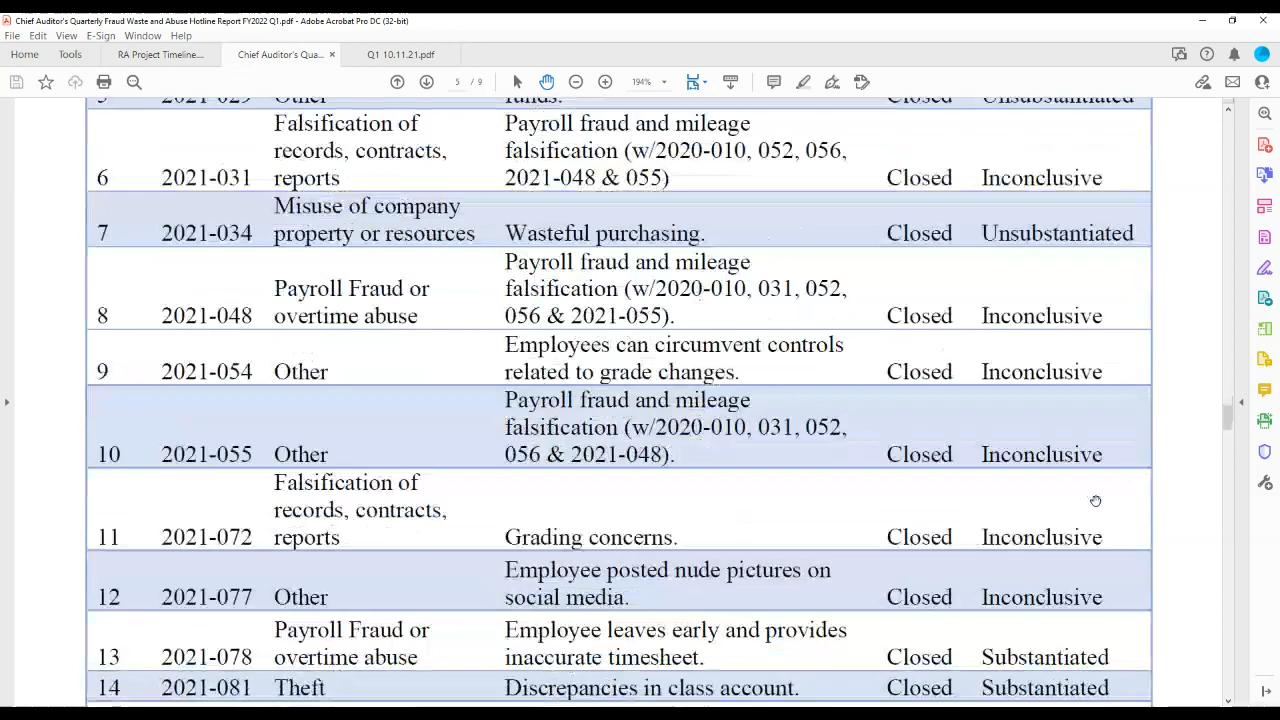 Chief Auditor's Quarterly Fraud Waste and Abuse Hotline Report FY2022 Q1.pdf - Adobe Acrobat Pro DC (32-bit)
File Edit View E-Sign Window Help
Home Tools RA Project Timeline... Chief Auditor's Qua... × Q1 10.11.21.pdf
5 / 9 194%
5 2021-029 Other funds. Closed Unsubstantiated
Falsification of
records, contracts,
reports
Payroll fraud and mileage
falsification (w/2020-010, 052, 056,
2021-048 & 055)
6 2021-031 Closed Inconclusive
Misuse of company
property or resources
7 2021-034 Wasteful purchasing. Closed Unsubstantiated
Payroll Fraud or
overtime abuse
Payroll fraud and mileage
falsification (w/2020-010, 031, 052,
056 & 2021-055).
8 2021-048 Closed Inconclusive
Employees can circumvent controls
related to grade changes.
9 2021-054 Other Closed Inconclusive
Payroll fraud and mileage
falsification (w/2020-010, 031, 052,
056 & 2021-048).
10 2021-055 Other Closed Inconclusive
Falsification of
records, contracts,
reports
11 2021-072 Grading concerns. Closed Inconclusive
Employee posted nude pictures on
social media.
12 2021-077 Other Closed Inconclusive
Payroll Fraud or
overtime abuse
Employee leaves early and provides
inaccurate timesheet.
13 2021-078 Closed Substantiated
14 2021-081 Theft Discrepancies in class account. Closed Substantiated